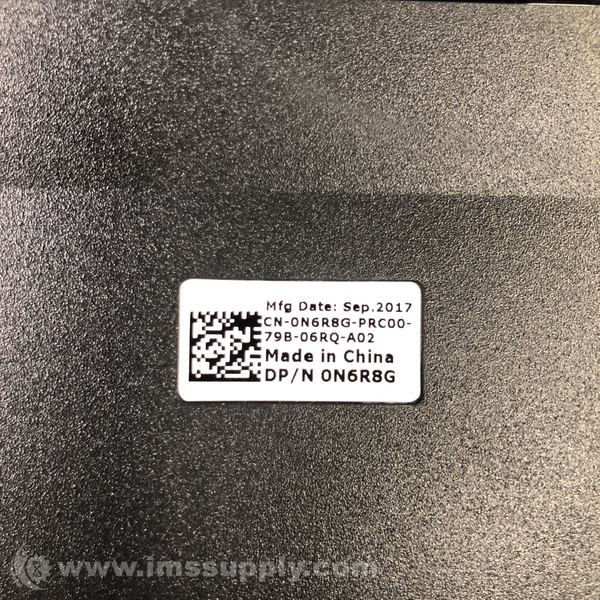 Mfg Date: Sep.2017
CN-0N6R8G-PRC00-
79B-06RQ-A02
Made in China
DP/N 0N6R8G
www.imssupply.com